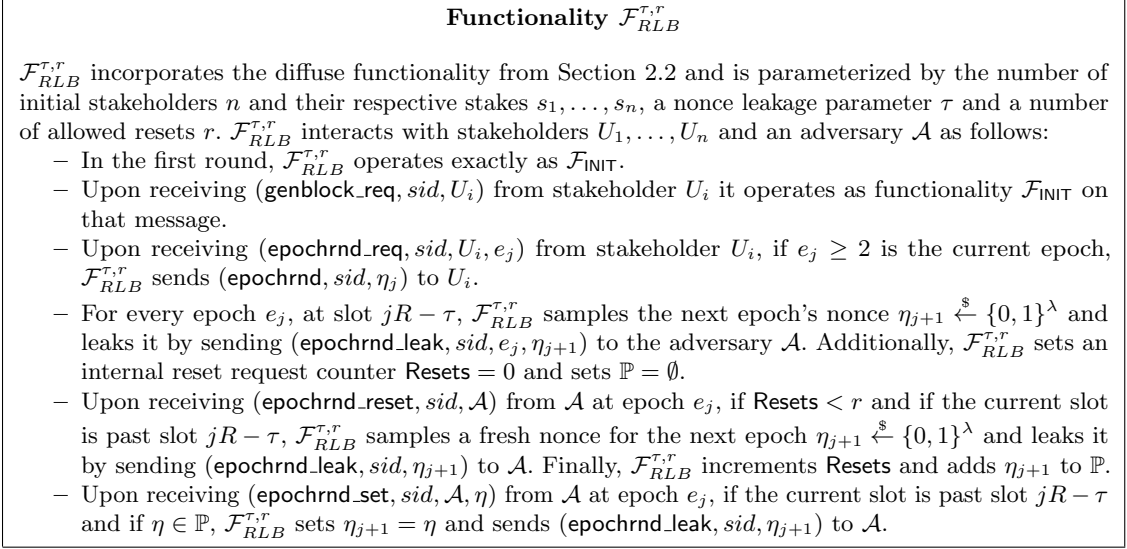 Functionality $\mathcal{F}_{RLB}^{\tau,r}$
$\mathcal{F}_{RLB}^{\tau,r}$ incorporates the diffuse functionality from Section 2.2 and is parameterized by the number of
initial stakeholders $n$ and their respective stakes $s_1, \ldots, s_n$, a nonce leakage parameter $\tau$ and a number
of allowed resets $r$. $\mathcal{F}_{RLB}^{\tau,r}$ interacts with stakeholders $U_1, \ldots, U_n$ and an adversary $\mathcal{A}$ as follows:
– In the first round, $\mathcal{F}_{RLB}^{\tau,r}$ operates exactly as $\mathcal{F}_{\mathsf{INIT}}$.
– Upon receiving (genblock_req, $sid, U_i$) from stakeholder $U_i$ it operates as functionality $\mathcal{F}_{\mathsf{INIT}}$ on
that message.
– Upon receiving (epochrnd_req, $sid, U_i, e_j$) from stakeholder $U_i$, if $e_j \geq 2$ is the current epoch,
$\mathcal{F}_{RLB}^{\tau,r}$ sends (epochrnd, $sid, \eta_j$) to $U_i$.
– For every epoch $e_j$, at slot $jR - \tau$, $\mathcal{F}_{RLB}^{\tau,r}$ samples the next epoch's nonce $\eta_{j+1} \xleftarrow{\$} \{0,1\}^\lambda$ and
leaks it by sending (epochrnd_leak, $sid, e_j, \eta_{j+1}$) to the adversary $\mathcal{A}$. Additionally, $\mathcal{F}_{RLB}^{\tau,r}$ sets an
internal reset request counter Resets $= 0$ and sets $\mathbb{P} = \emptyset$.
– Upon receiving (epochrnd_reset, $sid, \mathcal{A}$) from $\mathcal{A}$ at epoch $e_j$, if Resets $< r$ and if the current slot
is past slot $jR - \tau$, $\mathcal{F}_{RLB}^{\tau,r}$ samples a fresh nonce for the next epoch $\eta_{j+1} \xleftarrow{\$} \{0,1\}^\lambda$ and leaks it
by sending (epochrnd_leak, $sid, \eta_{j+1}$) to $\mathcal{A}$. Finally, $\mathcal{F}_{RLB}^{\tau,r}$ increments Resets and adds $\eta_{j+1}$ to $\mathbb{P}$.
– Upon receiving (epochrnd_set, $sid, \mathcal{A}, \eta$) from $\mathcal{A}$ at epoch $e_j$, if the current slot is past slot $jR - \tau$
and if $\eta \in \mathbb{P}$, $\mathcal{F}_{RLB}^{\tau,r}$ sets $\eta_{j+1} = \eta$ and sends (epochrnd_leak, $sid, \eta_{j+1}$) to $\mathcal{A}$.